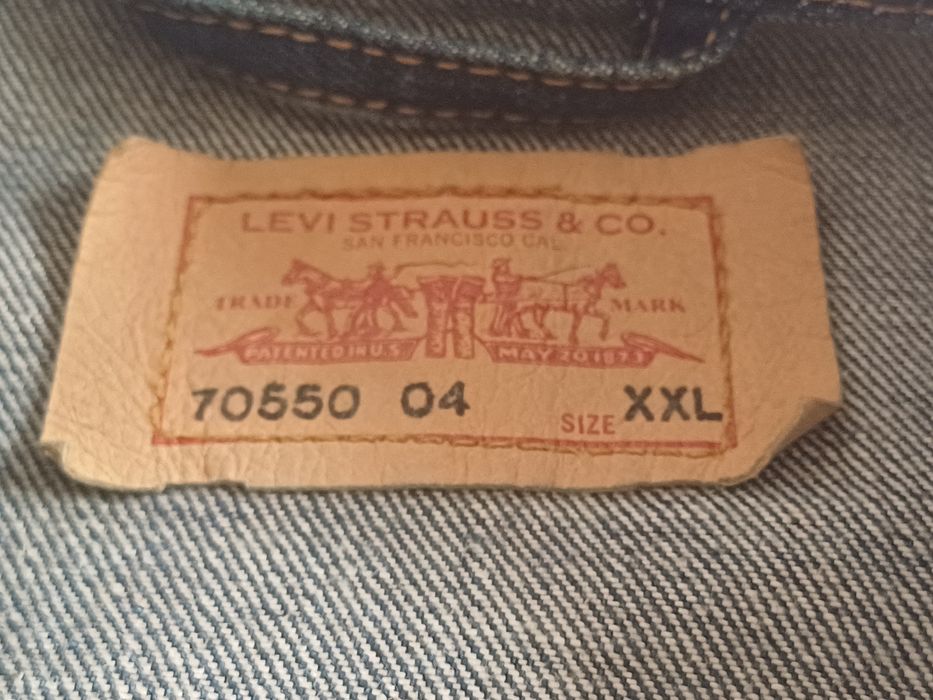 LEVI STRAUSS & CO.
SAN FRANCISCO CAL
TRADE MARK
PATENTED IN U.S. MAY 20 1873
70550 04 SIZE XXL